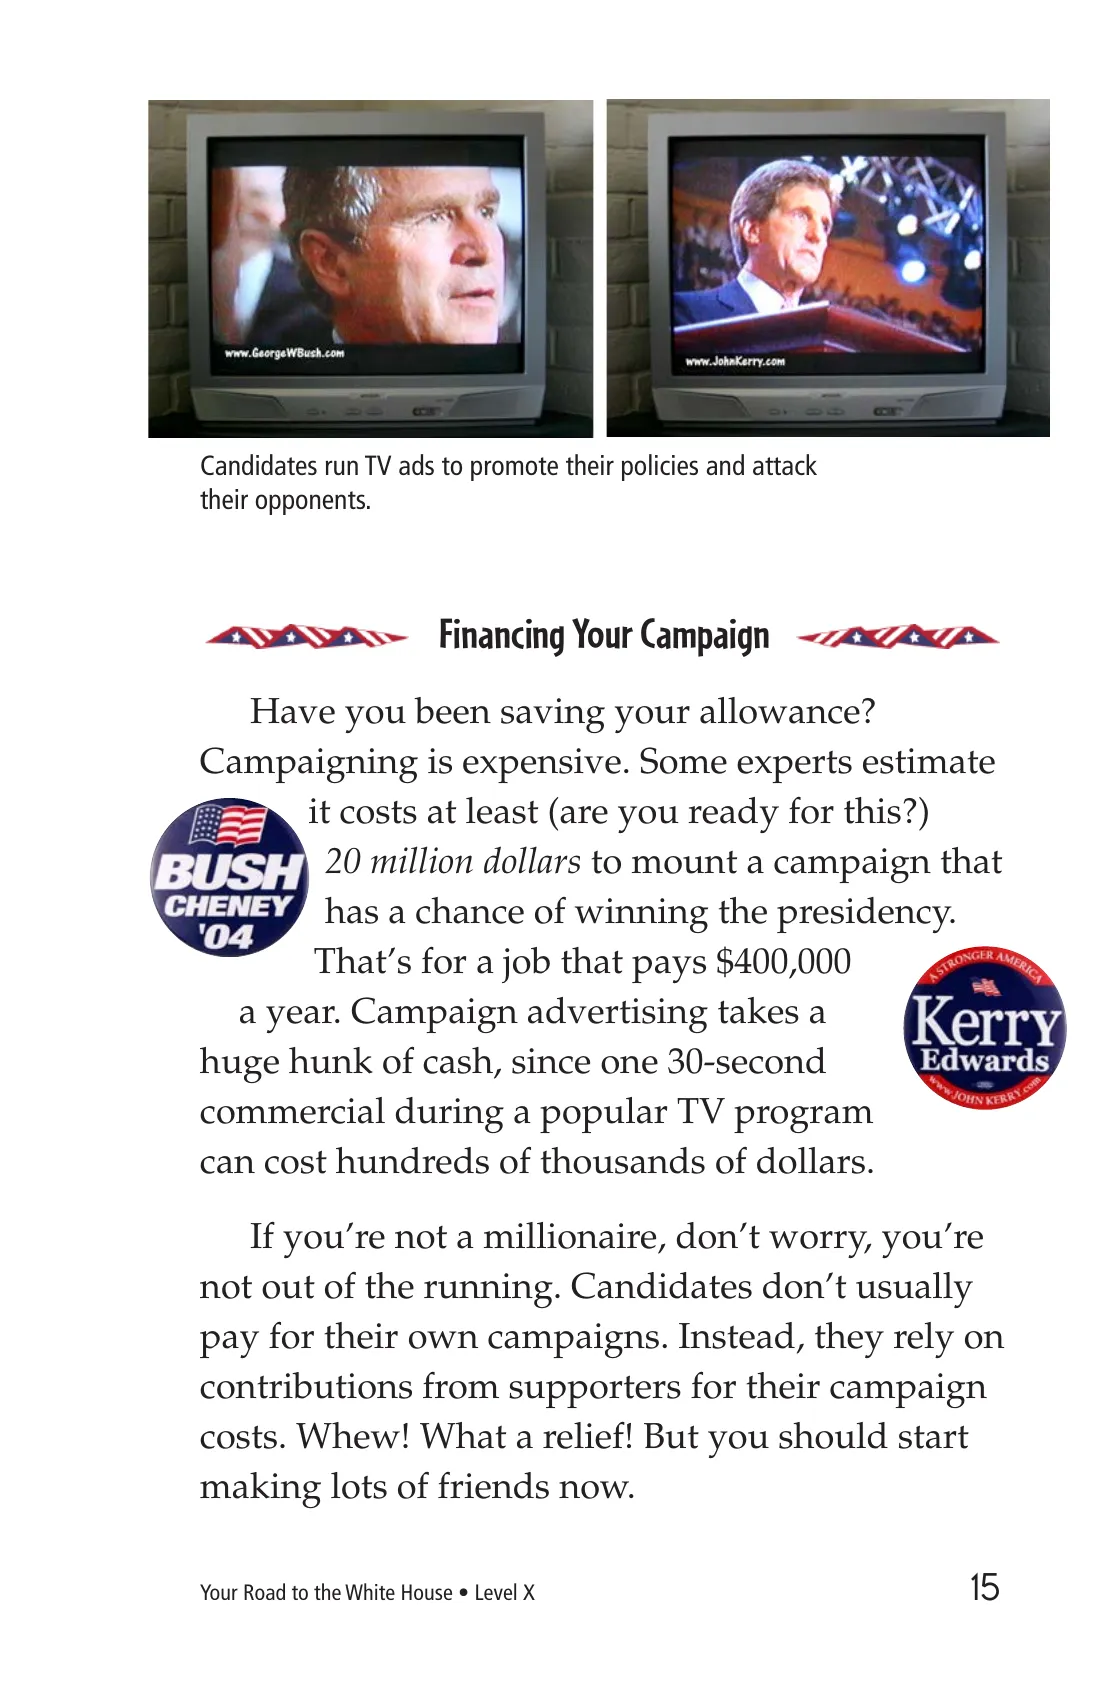 www.GeorgeWBush.com
www.JohnKerry.com
Candidates run TV ads to promote their policies and attack
their opponents.
Financing Your Campaign
Have you been saving your allowance?
Campaigning is expensive. Some experts estimate
it costs at least (are you ready for this?)
20 million dollars to mount a campaign that
has a chance of winning the presidency.
That’s for a job that pays $400,000
a year. Campaign advertising takes a
huge hunk of cash, since one 30-second
commercial during a popular TV program
can cost hundreds of thousands of dollars.
BUSH
CHENEY
'04
A STRONGER AMERICA
Kerry
Edwards
www.JOHN KERRY.com
If you’re not a millionaire, don’t worry, you’re
not out of the running. Candidates don’t usually
pay for their own campaigns. Instead, they rely on
contributions from supporters for their campaign
costs. Whew! What a relief! But you should start
making lots of friends now.
Your Road to the White House • Level X
15